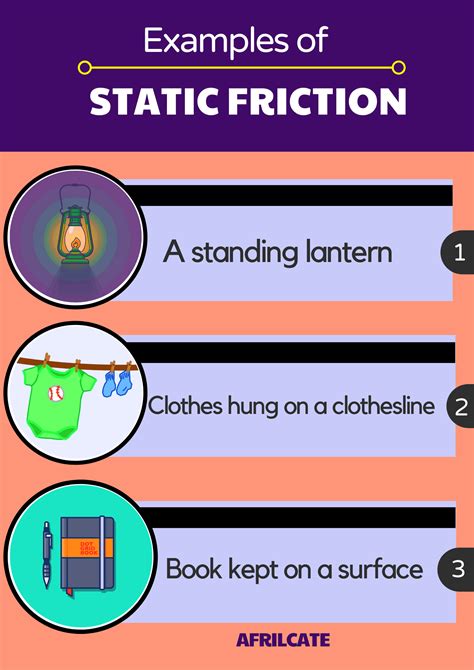 Examples of
STATIC FRICTION
A standing lantern
1
Clothes hung on a clothesline
2
DOT
GRID
BOOK
Book kept on a surface
3
AFRILCATE